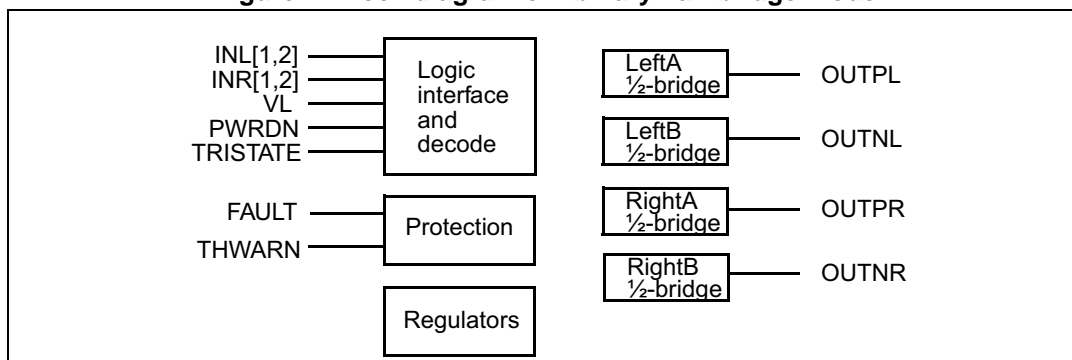 INL[1,2]
INR[1,2]
VL
PWRDN
TRISTATE
Logic
interface
and
decode
FAULT
THWARN
Protection
Regulators
LeftA
½-bridge
OUTPL
LeftB
½-bridge
OUTNL
RightA
½-bridge
OUTPR
RightB
½-bridge
OUTNR